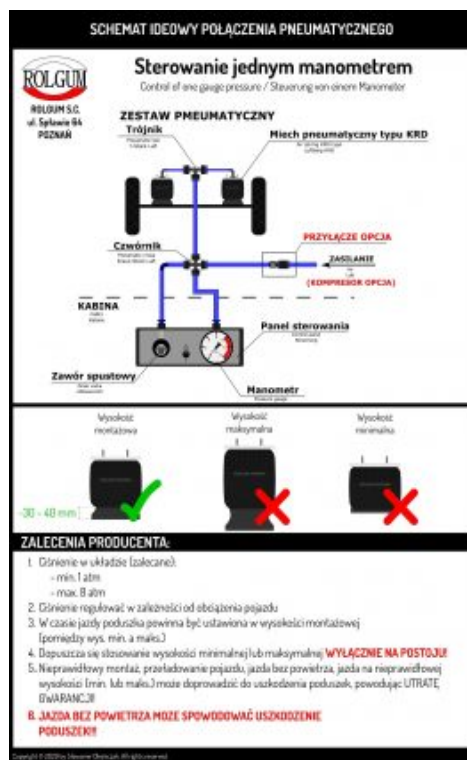 SCHEMAT IDEOWY POŁĄCZENIA PNEUMATYCZNEGO
ROLGUM
ROLGUM S.C.
ul. Spławie 64
POZNAŃ
Sterowanie jednym manometrem
Control of one gauge pressure / Steuerung von einem Manometer
ZESTAW PNEUMATYCZNY
Trójnik
Miech pneumatyczny typu KRD
PRZYŁĄCZE OPCJA
Czwórnik
ZASILANIE
(KOMPRESOR OPCJA)
KABINA
Panel sterowania
Zawór spustowy
Manometr
Wysokość
montażowa
Wysokość
maksymalna
Wysokość
minimalna
~30 - 40 mm
ZALECENIA PRODUCENTA:
1. Ciśnienie w układzie (zalecane):
- min. 1 atm
- max. 8 atm
2. Ciśnienie regulować w zależności od obciążenia pojazdu
3. W czasie jazdy poduszka powinna być ustawiona w wysokości montażowej
(pomiędzy wys. min. a maks.)
4. Dopuszcza się stosowanie wysokości minimalnej lub maksymalnej WYŁĄCZNIE NA POSTOJU!
5. Nieprawidłowy montaż, przeładowanie pojazdu, jazda bez powietrza, jazda na nieprawidłowej
wysokości (min. lub maks.) może doprowadzić do uszkodzenia poduszek, powodując UTRATĘ
GWARANCJI!
6. JAZDA BEZ POWIETRZA MOŻE SPOWODOWAĆ USZKODZENIE
PODUSZEK!!!